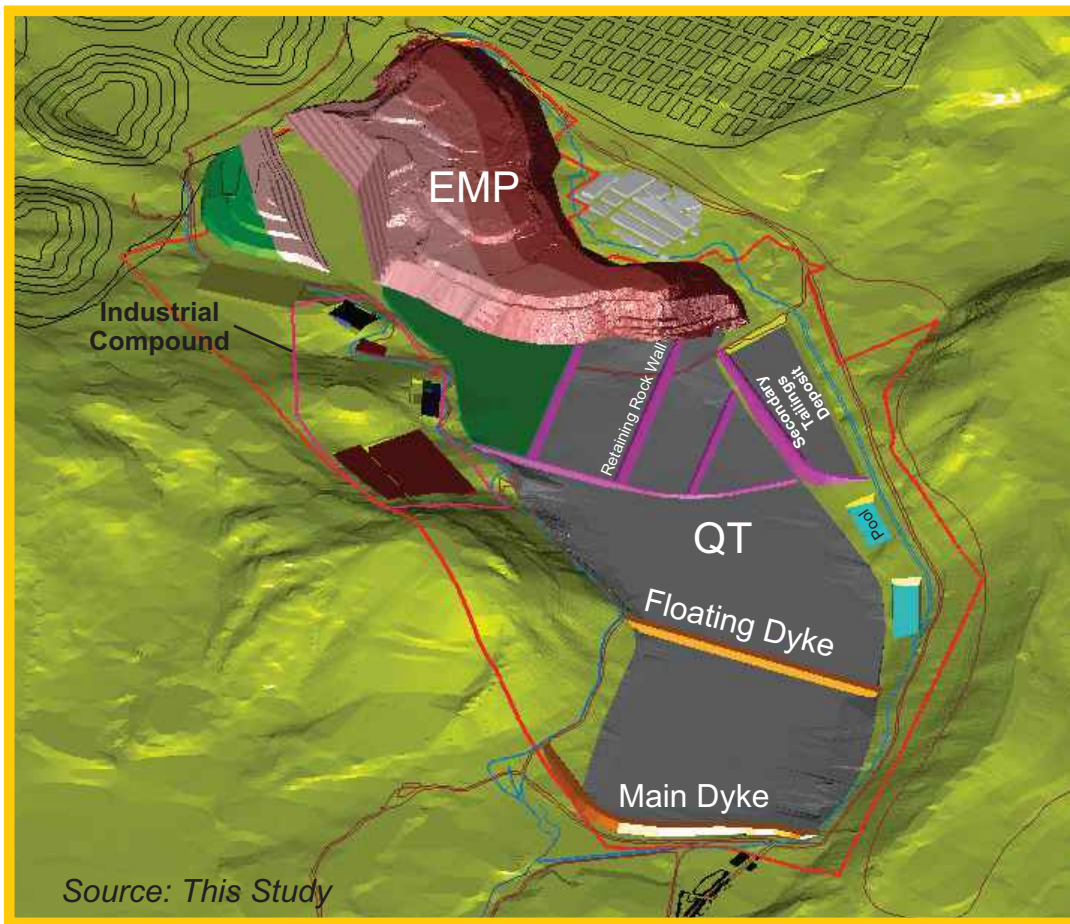 EMP
Industrial
Compound
Retaining Rock Wall
Secondary
Tailings
Deposit
Pool
QT
Floating Dyke
Main Dyke
Source: This Study